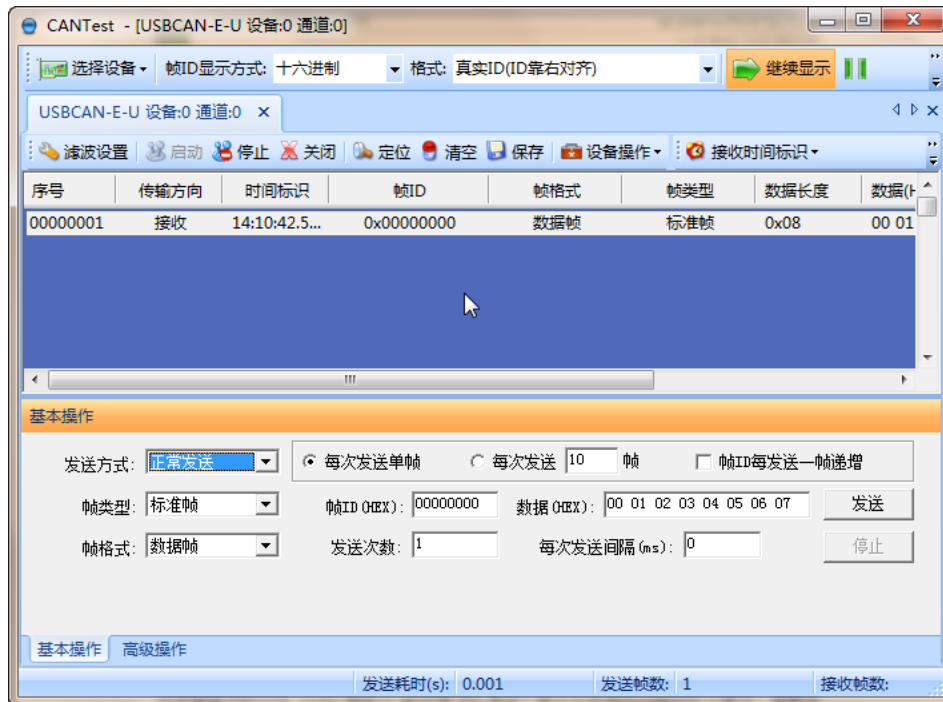 CANTest - [USBCAN-E-U 设备:0 通道:0]
选择设备 帧ID显示方式: 十六进制 格式: 真实ID(ID靠右对齐) 继续显示
USBCAN-E-U 设备:0 通道:0
滤波设置 启动 停止 关闭 定位 清空 保存 设备操作 接收时间标识
序号 传输方向 时间标识 帧ID 帧格式 帧类型 数据长度 数据(H
00000001 接收 14:10:42.5... 0x00000000 数据帧 标准帧 0x08 00 01
基本操作
发送方式: 正常发送 每次发送单帧 每次发送 10 帧 帧ID每发送一帧递增
帧类型: 标准帧 帧ID(HEX): 00000000 数据(HEX): 00 01 02 03 04 05 06 07 发送
帧格式: 数据帧 发送次数: 1 每次发送间隔(ms): 0 停止
基本操作 高级操作
发送耗时(s): 0.001 发送帧数: 1 接收帧数: